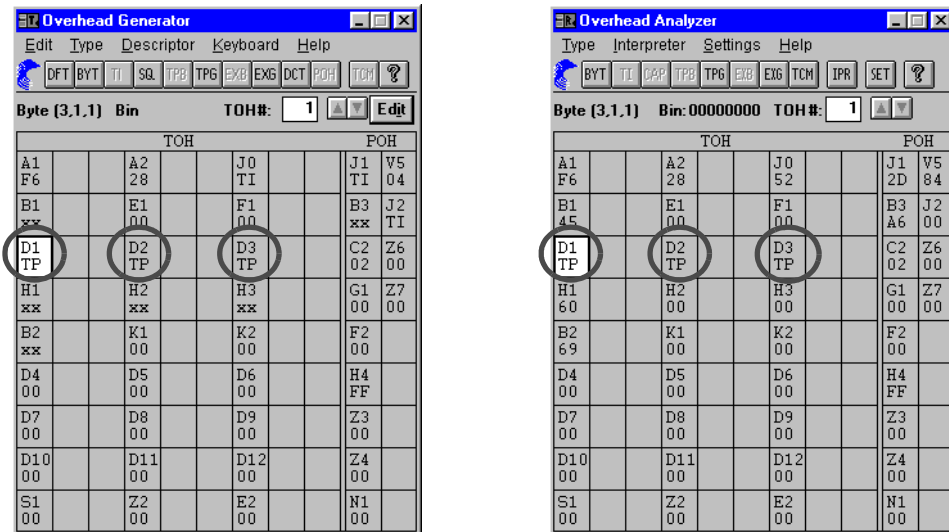 Overhead Generator
Edit Type Descriptor Keyboard Help
DFT BYT TI SQL TPB TPG EXB EXG DCT POH TCM ?
Byte (3,1,1) Bin TOH#: 1 Edit
TOH POH
A1 A2 J0 J1 V5
F6 28 TI TI 04
B1 E1 F1 B3 J2
xx 00 00 xx TI
D1 D2 D3 C2 Z6
TP TP TP 02 00
H1 H2 H3 G1 Z7
xx xx xx 00 00
B2 K1 K2 F2
xx 00 00 00
D4 D5 D6 H4
00 00 00 FF
D7 D8 D9 Z3
00 00 00 00
D10 D11 D12 Z4
00 00 00 00
S1 Z2 E2 N1
00 00 00 00
Overhead Analyzer
Type Interpreter Settings Help
BYT TI CAP TPB TPG EXB EXG TCM IPR SET ?
Byte (3,1,1) Bin: 00000000 TOH#: 1
TOH POH
A1 A2 J0 J1 V5
F6 28 52 2D 84
B1 E1 F1 B3 J2
45 00 00 A6 00
D1 D2 D3 C2 Z6
TP TP TP 02 00
H1 H2 H3 G1 Z7
60 00 00 00 00
B2 K1 K2 F2
69 00 00 00
D4 D5 D6 H4
00 00 00 FF
D7 D8 D9 Z3
00 00 00 00
D10 D11 D12 Z4
00 00 00 00
S1 Z2 E2 N1
00 00 00 00